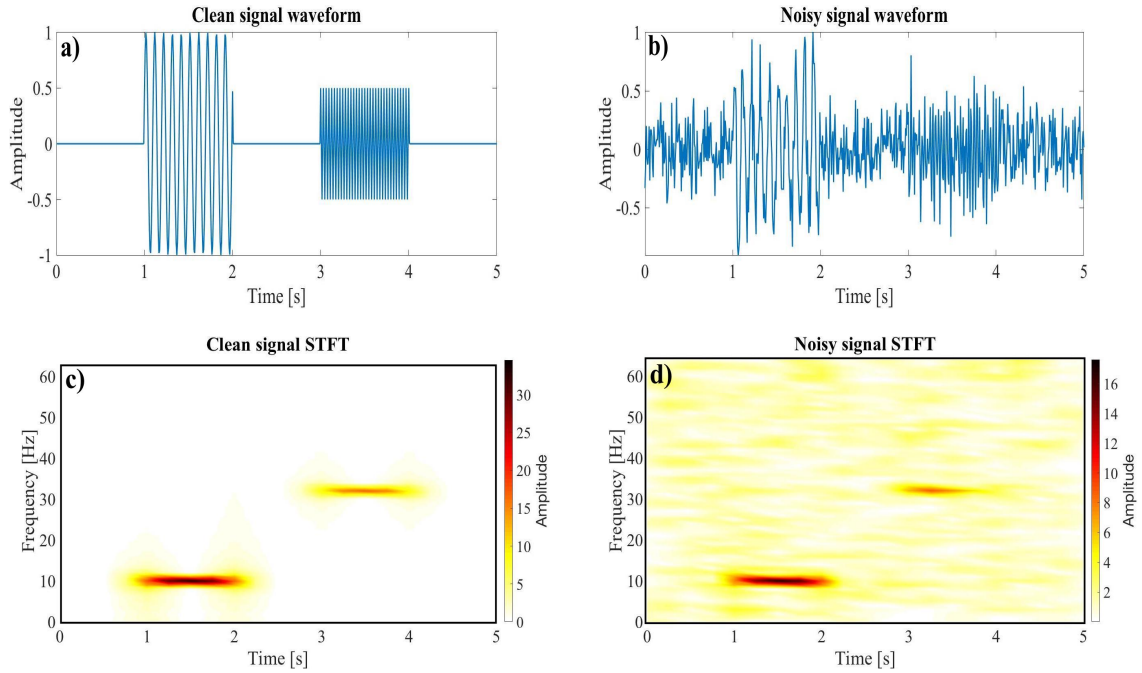 Clean signal waveform
a)
1
0.5
0
-0.5
-1
Amplitude
0 1 2 3 4 5
Time [s]
Noisy signal waveform
b)
1
0.5
0
-0.5
Amplitude
0 1 2 3 4 5
Time [s]
Clean signal STFT
c)
60
50
40
30
20
10
0
Frequency [Hz]
0 1 2 3 4 5
Time [s]
30
25
20
15
10
5
0
Amplitude
Noisy signal STFT
d)
60
50
40
30
20
10
0
Frequency [Hz]
0 1 2 3 4 5
Time [s]
16
14
12
10
8
6
4
2
Amplitude